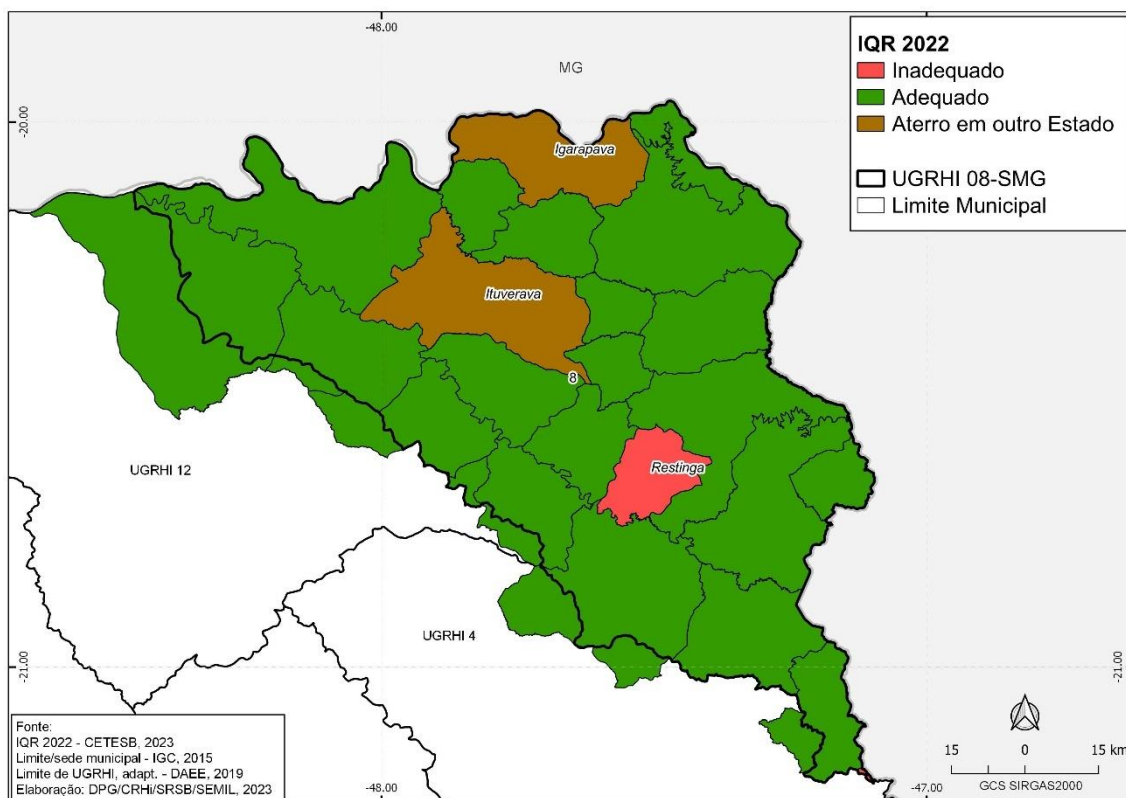 -48.00
MG
-20.00
IQR 2022
Inadequado
Adequado
Aterro em outro Estado
UGRHI 08-SMG
Limite Municipal
Igarapava
Ituverava
8
Restinga
UGRHI 12
UGRHI 4
-21.00
-21.00
Fonte:
IQR 2022 - CETESB, 2023
Limite/sede municipal - IGC, 2015
Limite de UGRHI, adapt. - DAEE, 2019
Elaboração: DPG/CRHi/SRSB/SEMIL, 2023
15 0 15 km
GCS SIRGAS2000
-48.00
-47.00